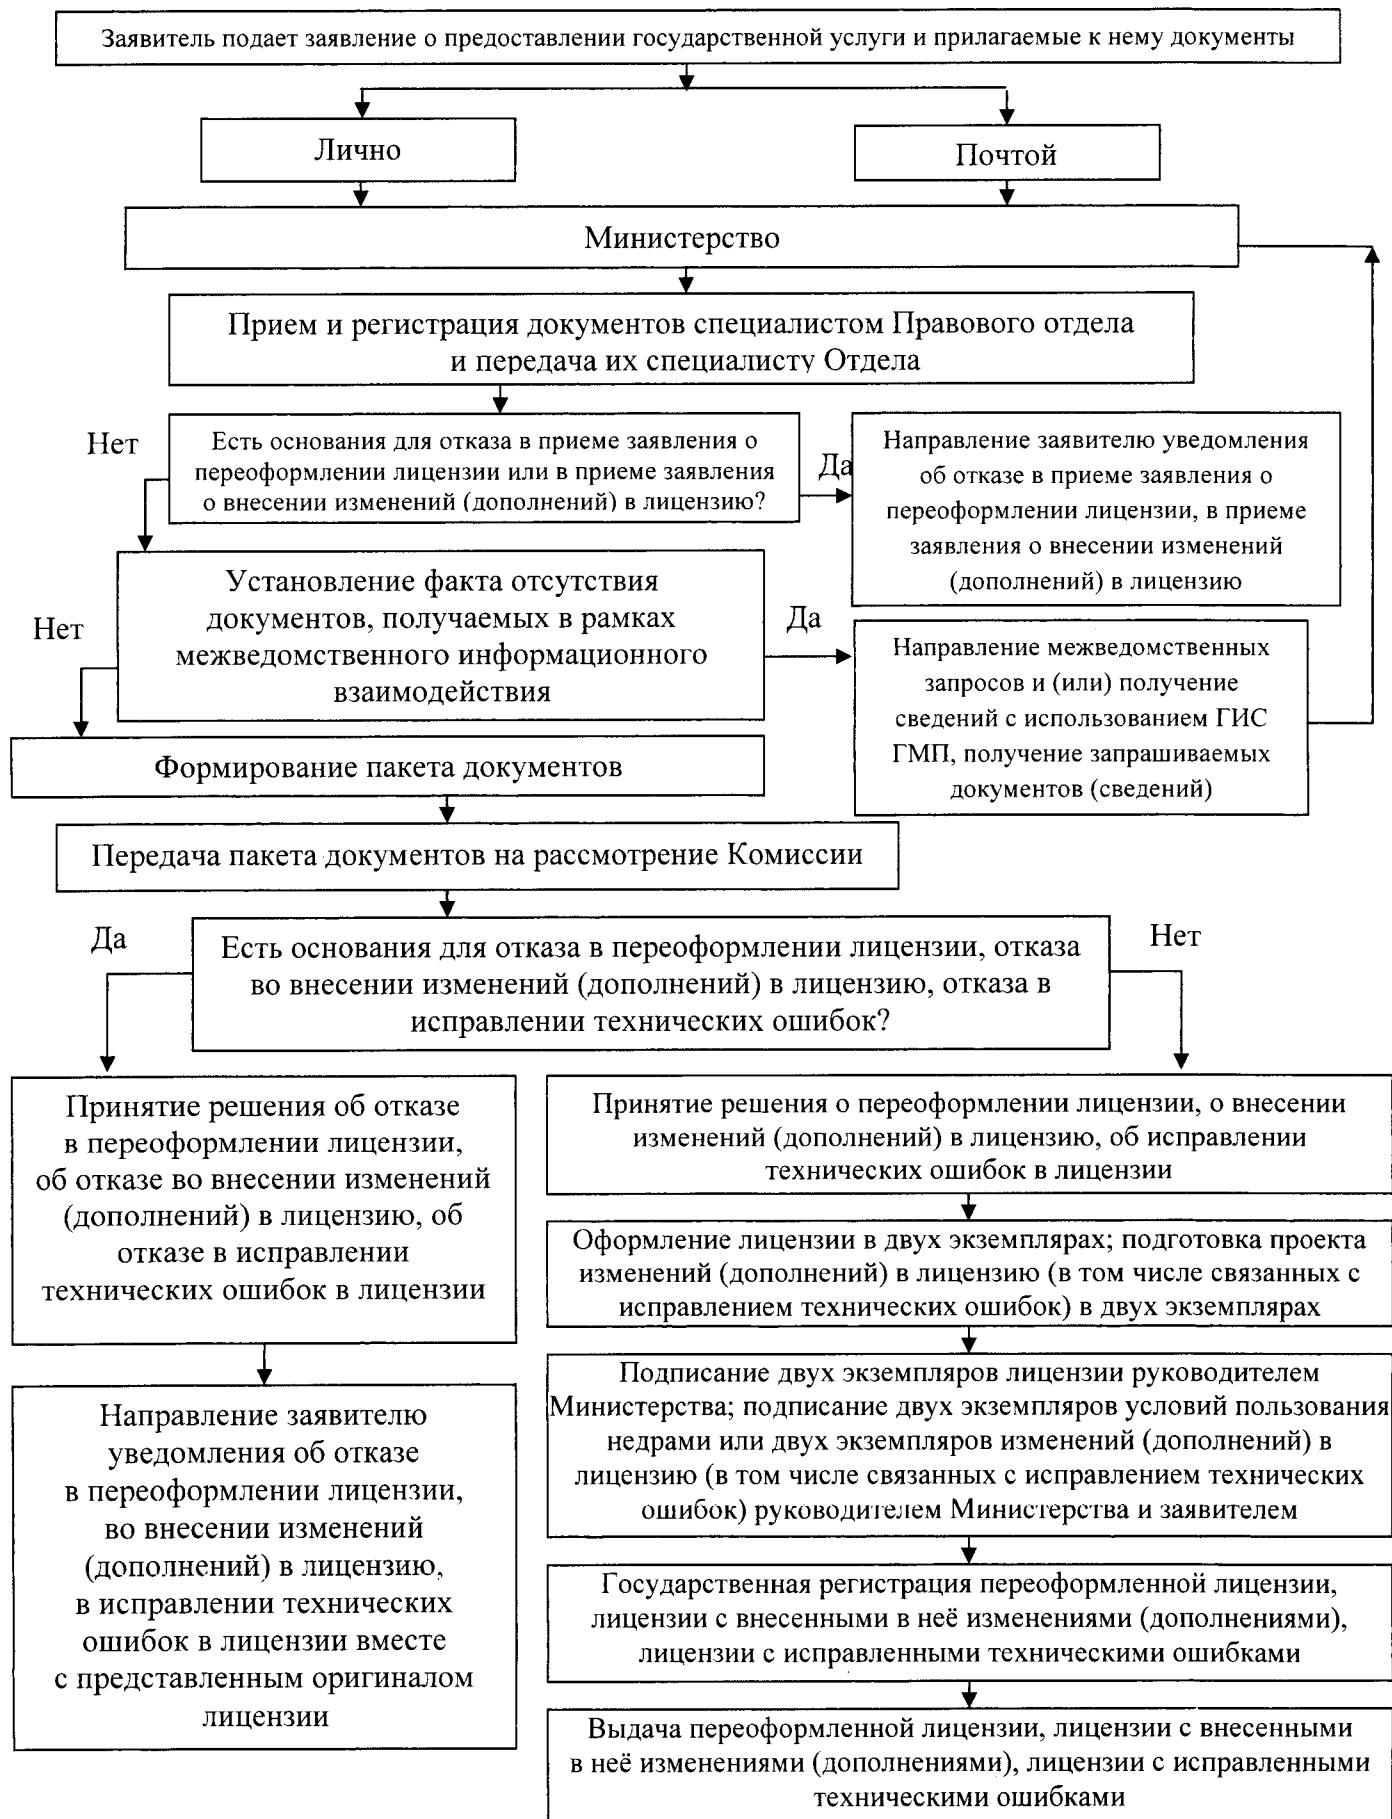 Заявитель подает заявление о предоставлении государственной услуги и прилагаемые к нему документы
Лично
Почтой
Министерство
Прием и регистрация документов специалистом Правового отдела
и передача их специалисту Отдела
Нет
Есть основания для отказа в приеме заявления о
переоформлении лицензии или в приеме заявления
о внесении изменений (дополнений) в лицензию?
Да
Направление заявителю уведомления
об отказе в приеме заявления о
переоформлении лицензии, в приеме
заявления о внесении изменений
(дополнений) в лицензию
Нет
Установление факта отсутствия
документов, получаемых в рамках
межведомственного информационного
взаимодействия
Да
Направление межведомственных
запросов и (или) получение
сведений с использованием ГИС
ГМП, получение запрашиваемых
документов (сведений)
Формирование пакета документов
Передача пакета документов на рассмотрение Комиссии
Да
Есть основания для отказа в переоформлении лицензии, отказа
во внесении изменений (дополнений) в лицензию, отказа в
исправлении технических ошибок?
Нет
Принятие решения об отказе
в переоформлении лицензии,
об отказе во внесении изменений
(дополнений) в лицензию, об
отказе в исправлении
технических ошибок в лицензии
Направление заявителю
уведомления об отказе
в переоформлении лицензии,
во внесении изменений
(дополнений) в лицензию,
в исправлении технических
ошибок в лицензии вместе
с представленным оригиналом
лицензии
Принятие решения о переоформлении лицензии, о внесении
изменений (дополнений) в лицензию, об исправлении
технических ошибок в лицензии
Оформление лицензии в двух экземплярах; подготовка проекта
изменений (дополнений) в лицензию (в том числе связанных с
исправлением технических ошибок) в двух экземплярах
Подписание двух экземпляров лицензии руководителем
Министерства; подписание двух экземпляров условий пользования
недрами или двух экземпляров изменений (дополнений) в
лицензию (в том числе связанных с исправлением технических
ошибок) руководителем Министерства и заявителем
Государственная регистрация переоформленной лицензии,
лицензии с внесенными в неё изменениями (дополнениями),
лицензии с исправленными техническими ошибками
Выдача переоформленной лицензии, лицензии с внесенными
в неё изменениями (дополнениями), лицензии с исправленными
техническими ошибками